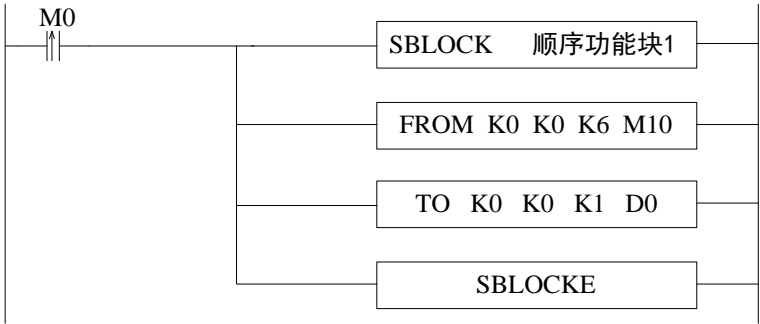 M0
SBLOCK 顺序功能块1
FROM K0 K0 K6 M10
TO K0 K0 K1 D0
SBLOCKE